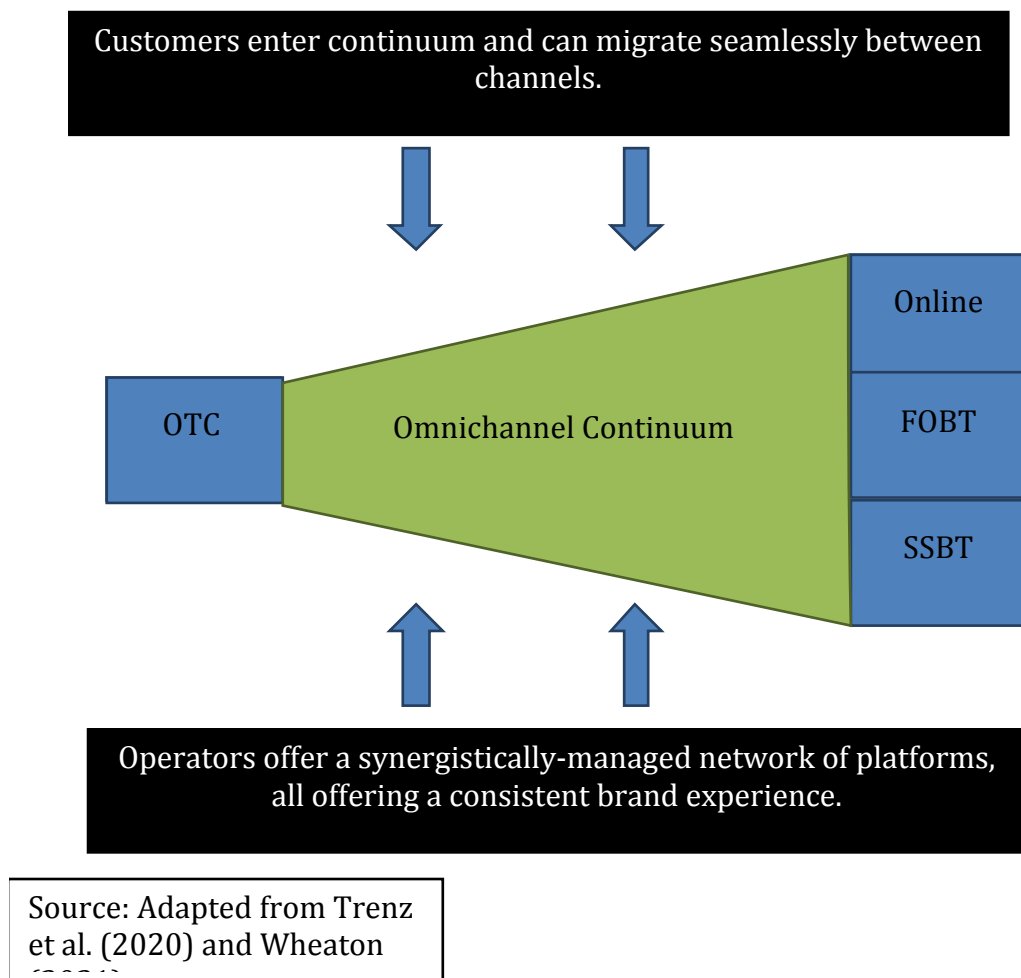 Customers enter continuum and can migrate seamlessly between
channels.
Online
OTC
Omnichannel Continuum
FOBT
SSBT
Operators offer a synergistically-managed network of platforms,
all offering a consistent brand experience.
Source: Adapted from Trenz
et al. (2020) and Wheaton